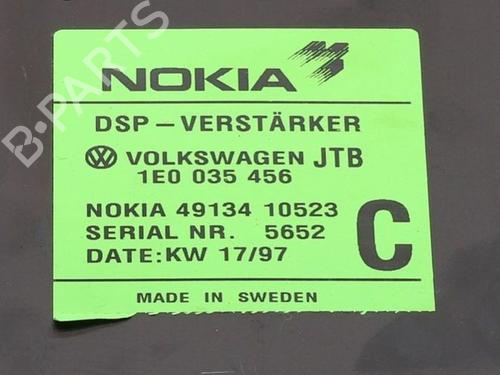 B-PARTS
NOKIA
DSP-VERSTÄRKER
VOLKSWAGEN JTB
1E0 035 456
NOKIA 49134 10523
SERIAL NR. 5652
DATE:KW 17/97
C
MADE IN SWEDEN